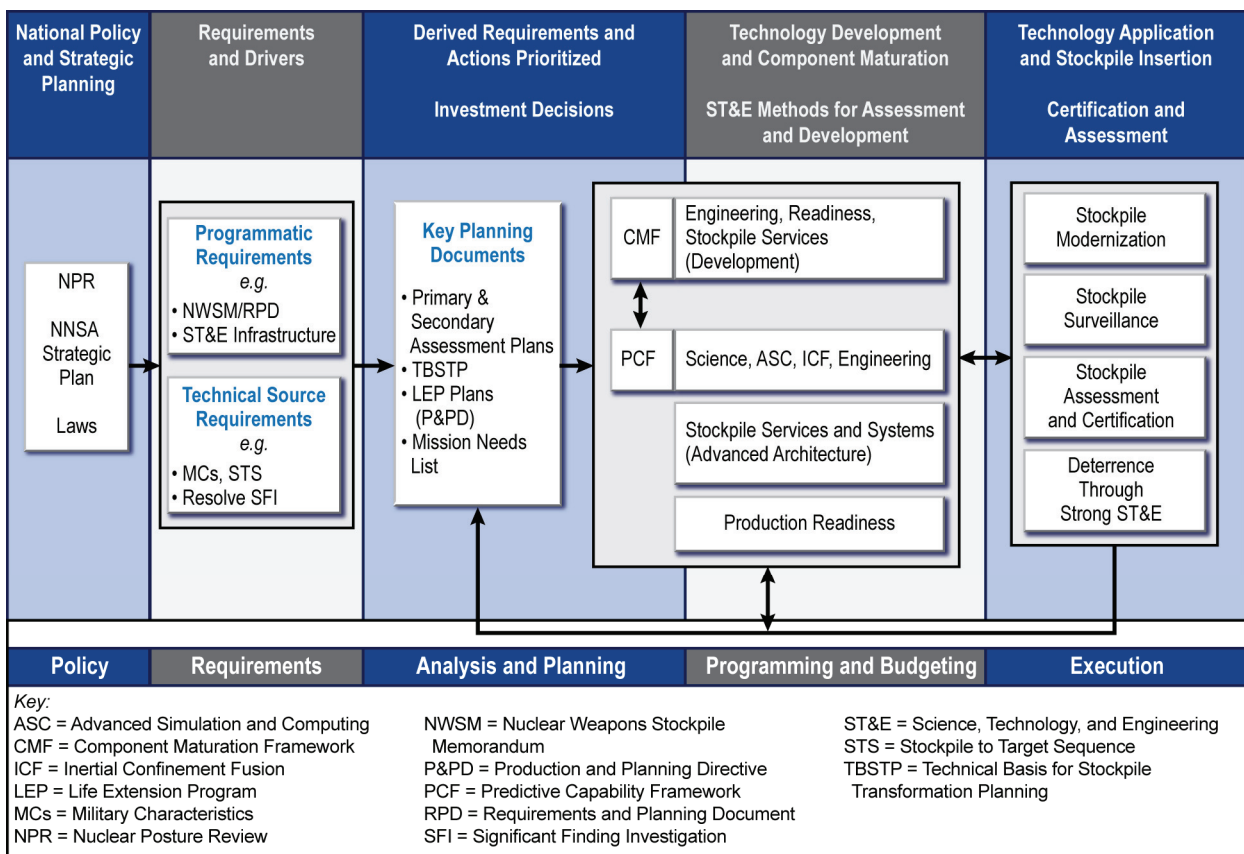 National Policy
and Strategic
Planning
Requirements
and Drivers
Derived Requirements and
Actions Prioritized
Investment Decisions
Technology Development
and Component Maturation
ST&E Methods for Assessment
and Development
Technology Application
and Stockpile Insertion
Certification and
Assessment
NPR
NNSA
Strategic
Plan
Laws
Programmatic
Requirements
e.g.
• NWSM/RPD
• ST&E Infrastructure
Technical Source
Requirements
e.g.
• MCs, STS
• Resolve SFI
Key Planning
Documents
• Primary &
Secondary
Assessment Plans
• TBSTP
• LEP Plans
(P&PD)
• Mission Needs
List
CMF
Engineering, Readiness,
Stockpile Services
(Development)
PCF
Science, ASC, ICF, Engineering
Stockpile Services and Systems
(Advanced Architecture)
Production Readiness
Stockpile
Modernization
Stockpile
Surveillance
Stockpile
Assessment
and Certification
Deterrence
Through
Strong ST&E
Policy
Requirements
Analysis and Planning
Programming and Budgeting
Execution
Key:
ASC = Advanced Simulation and Computing
CMF = Component Maturation Framework
ICF = Inertial Confinement Fusion
LEP = Life Extension Program
MCs = Military Characteristics
NPR = Nuclear Posture Review
NWSM = Nuclear Weapons Stockpile
Memorandum
P&PD = Production and Planning Directive
PCF = Predictive Capability Framework
RPD = Requirements and Planning Document
SFI = Significant Finding Investigation
ST&E = Science, Technology, and Engineering
STS = Stockpile to Target Sequence
TBSTP = Technical Basis for Stockpile
Transformation Planning